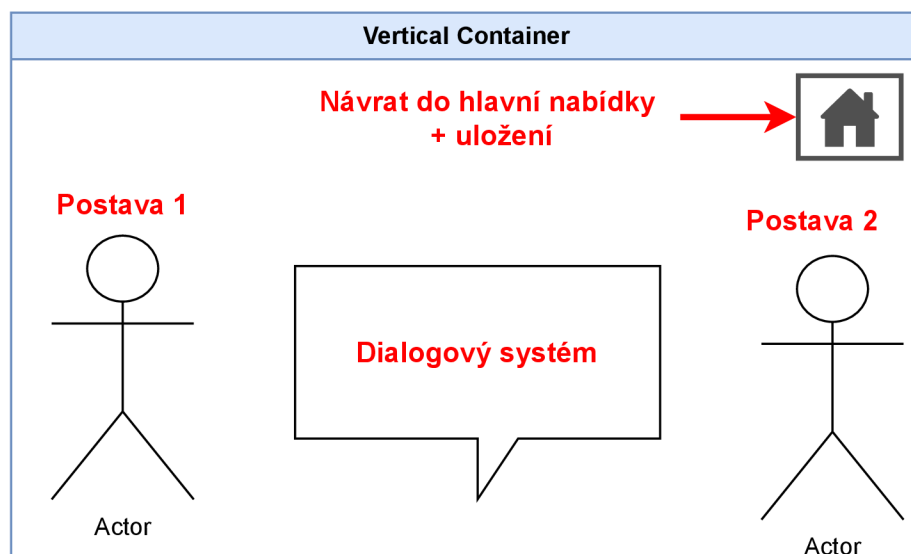 Vertical Container
Návrat do hlavní nabídky
+ uložení
Postava 1
Postava 2
Dialogový systém
Actor
Actor